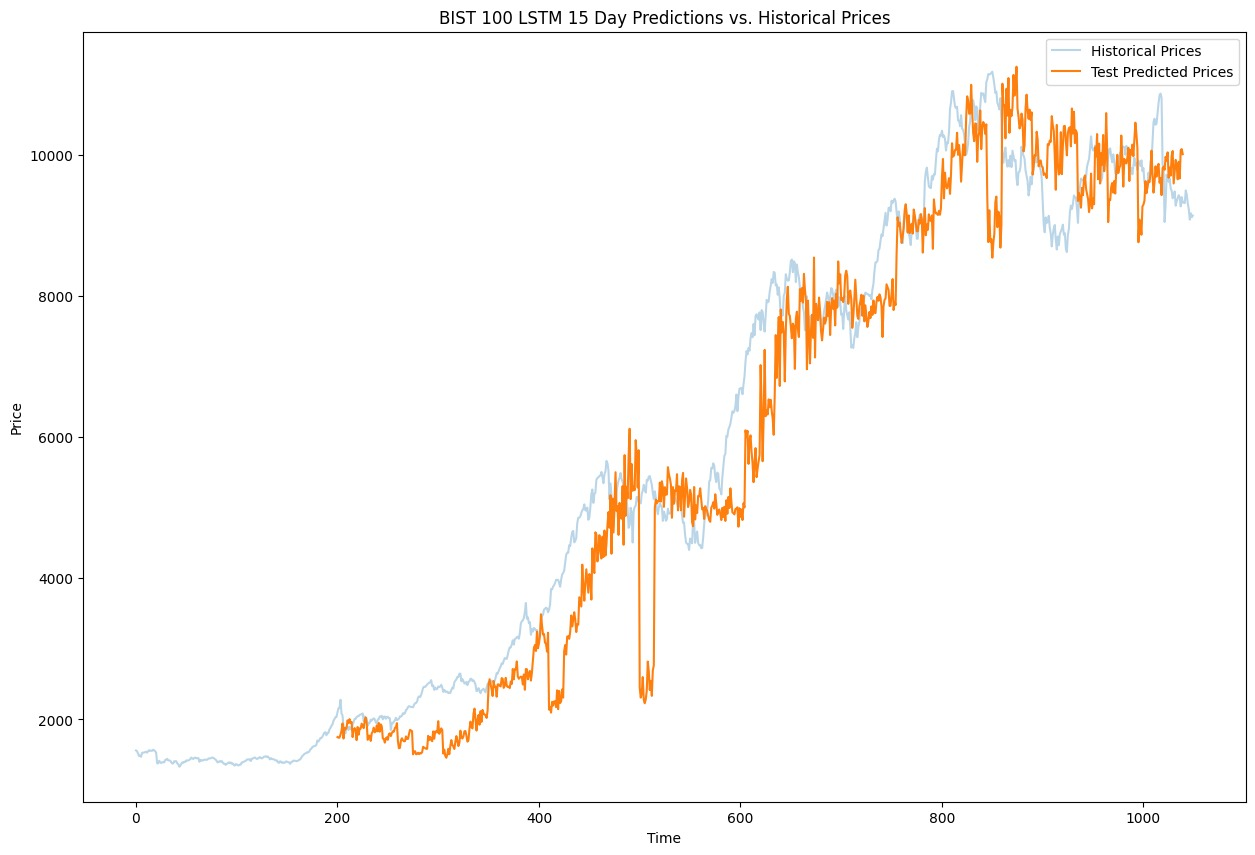 BIST 100 LSTM 15 Day Predictions vs. Historical Prices
Historical Prices
Test Predicted Prices
Price
10000
8000
6000
4000
2000
0
200
400
600
800
1000
Time